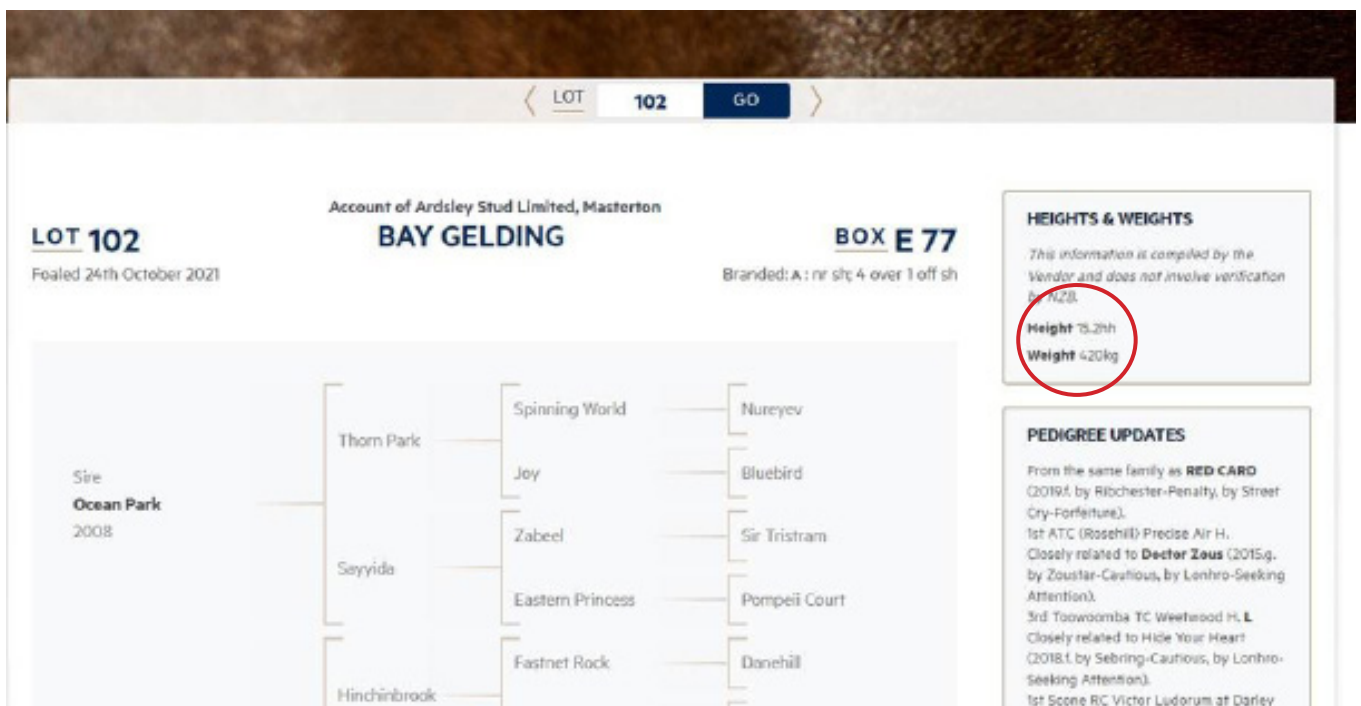 LOT 102 GO
Account of Ardsley Stud Limited, Masterton
LOT 102
BAY GELDING
BOX E 77
Foaled 24th October 2021
Branded: A : nr sh; 4 over 1 off sh
Sire
Ocean Park
2008
Thorn Park
Sayyida
Hinchinbrook
Spinning World
Joy
Zabeel
Eastern Princess
Fastnet Rock
Nureyev
Bluebird
Sir Tristram
Pompeii Court
Danehill
HEIGHTS & WEIGHTS
This information is compiled by the
Vendor and does not involve verification
by NZB.
Height 15.2hh
Weight 420kg
PEDIGREE UPDATES
From the same family as RED CARD
(2019.f. by Ribchester-Penalty, by Street
Cry-Forfeiture).
1st ATC (Rosehill) Precise Air H.
Closely related to Doctor Zous (2015.g.
by Zoustar-Cautious, by Lonhro-Seeking
Attention).
3rd Toowoomba TC Weetwood H. L
Closely related to Hide Your Heart
(2018.f. by Sebring-Cautious, by Lonhro-
Seeking Attention).
1st Scone RC Victor Ludorum at Darley